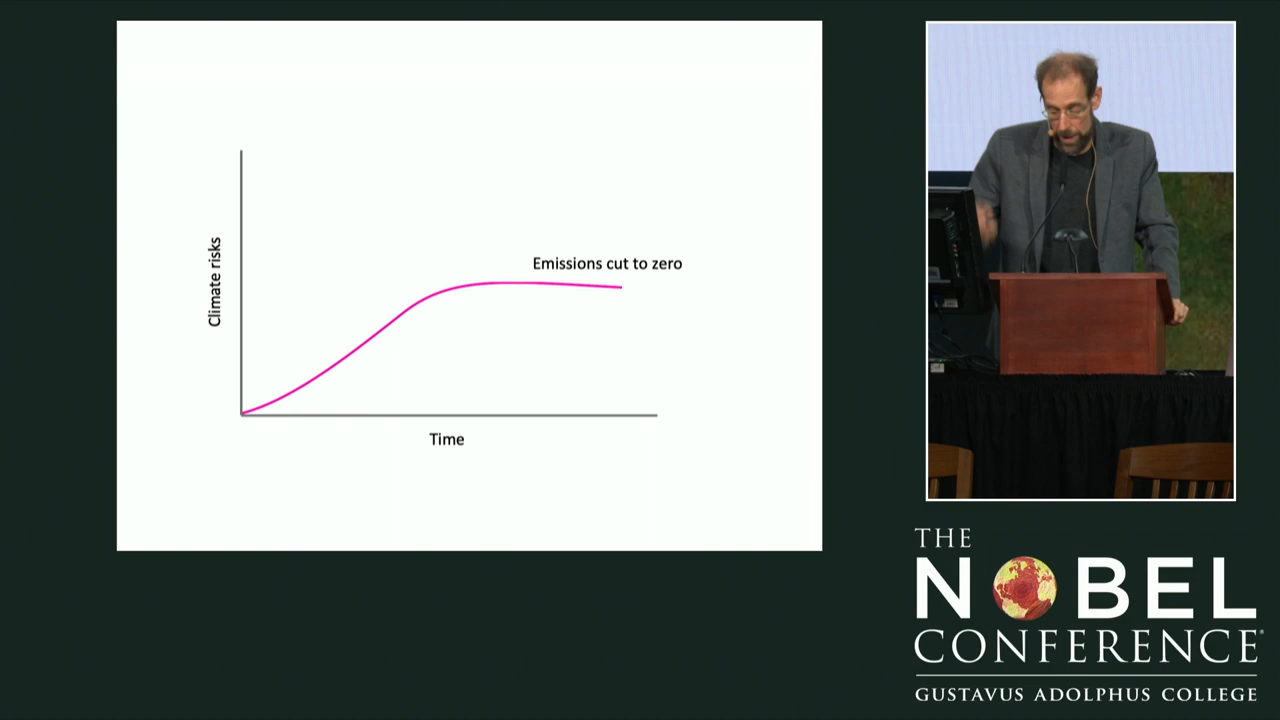 Climate risks
Emissions cut to zero
Time
THE
NOBEL
CONFERENCE®
GUSTAVUS ADOLPHUS COLLEGE